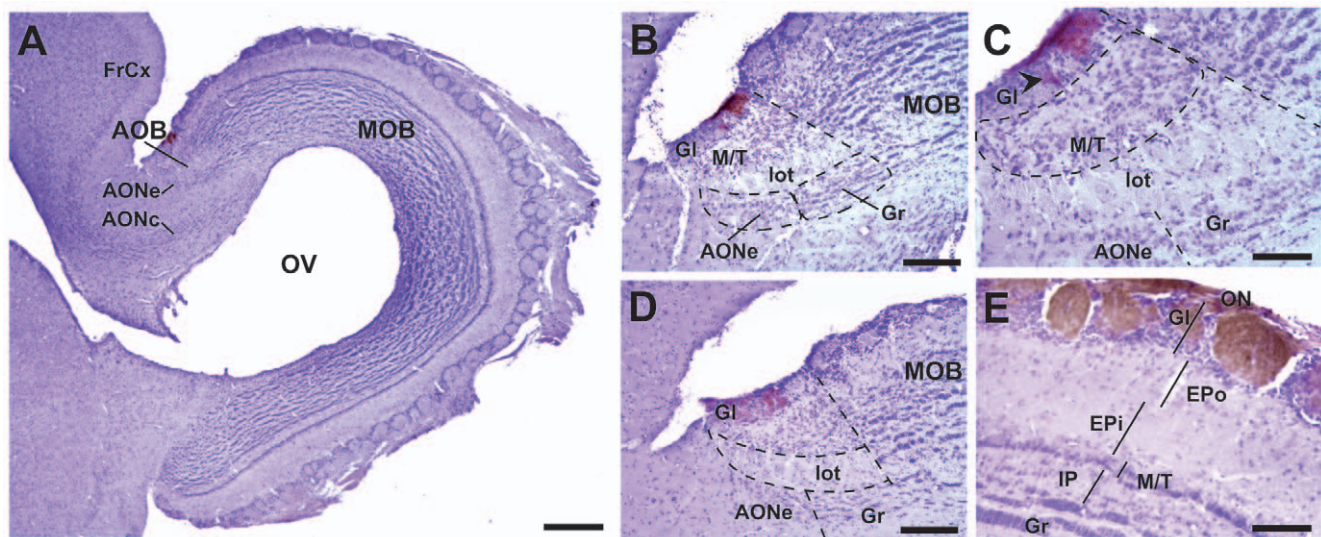 A
FrCx
AOB
MOB
AONe
AONc
OV
B
MOB
Gl
M/T
lot
Gr
AONe
C
Gl
M/T
lot
Gr
AONe
D
MOB
Gl
lot
AONe
Gr
E
ON
Gl
EPo
EPi
IP
M/T
Gr